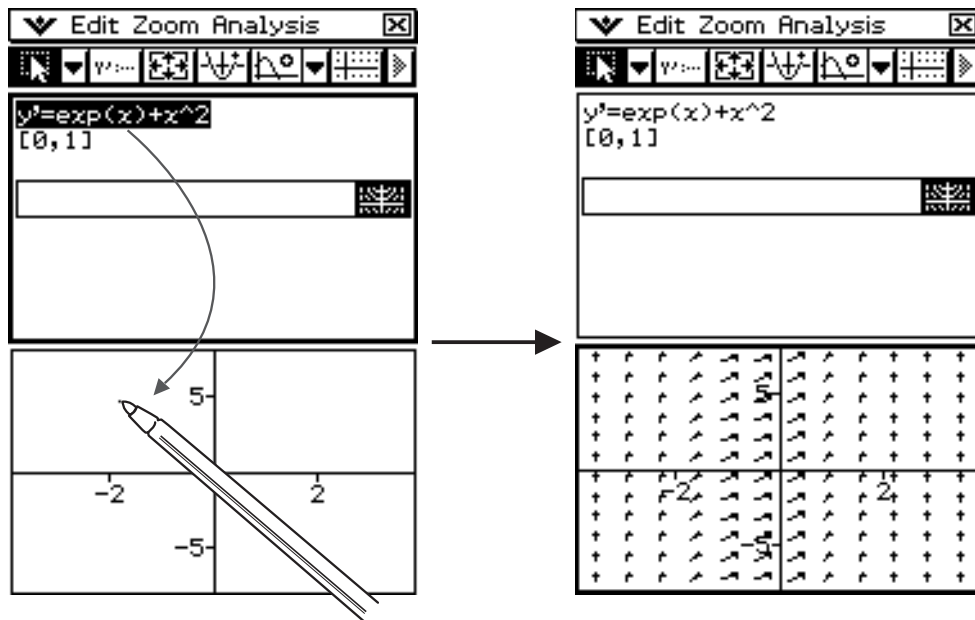 Edit Zoom Analysis
y'=exp(x)+x^2
[0,1]
5
-2
2
-5
Edit Zoom Analysis
y'=exp(x)+x^2
[0,1]
5
-2
2
-5